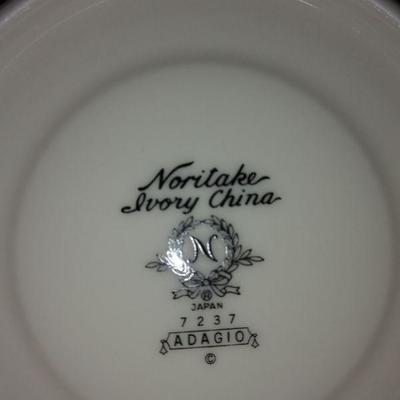 Noritake
Ivory China
N
®
JAPAN
7237
ADAGIO
©